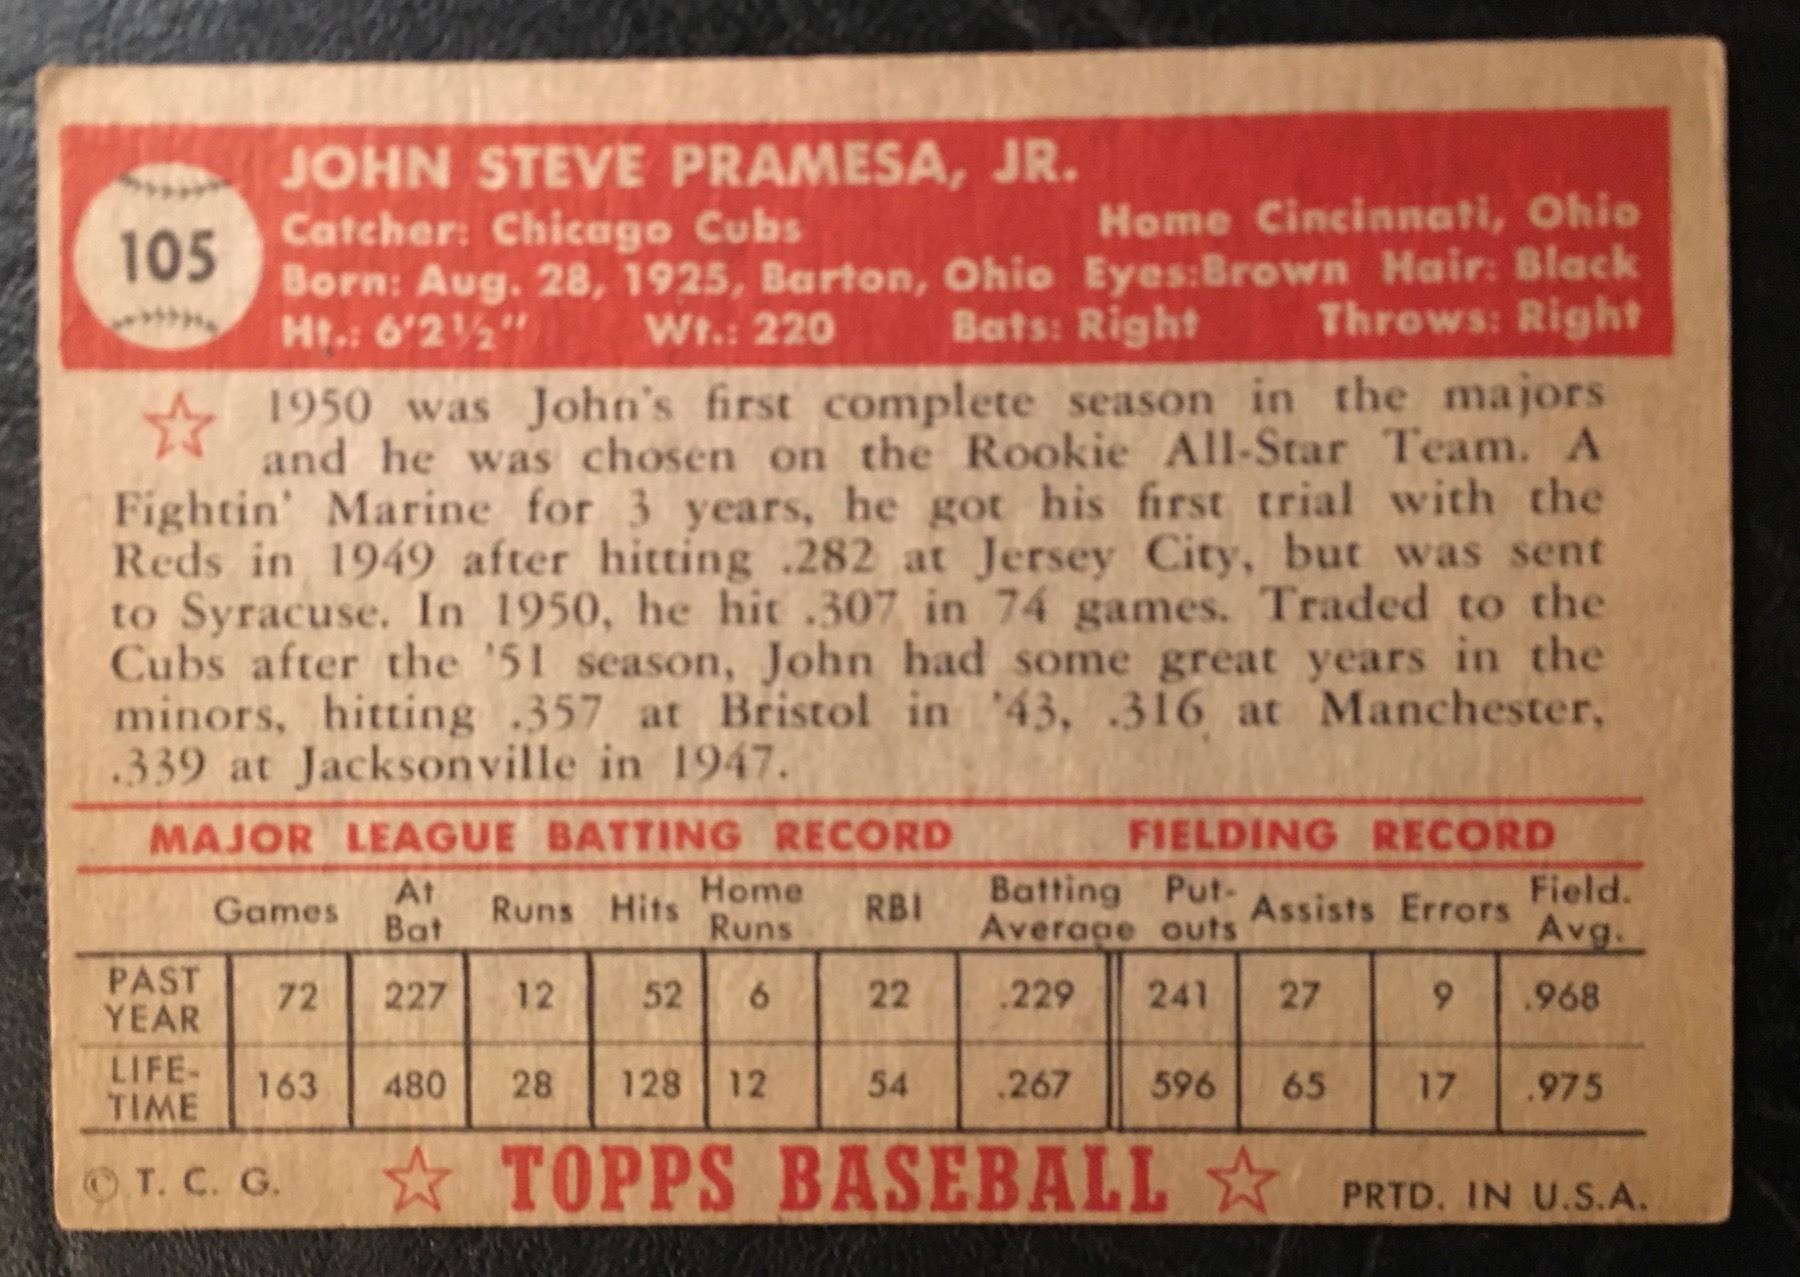 105
JOHN STEVE PRAMESA, JR.
Catcher: Chicago Cubs Home Cincinnati, Ohio
Born: Aug. 28, 1925, Barton, Ohio Eyes:Brown Hair: Black
Ht.: 6'2½" Wt.: 220 Bats: Right Throws: Right
1950 was John's first complete season in the majors
and he was chosen on the Rookie All-Star Team. A
Fightin' Marine for 3 years, he got his first trial with the
Reds in 1949 after hitting .282 at Jersey City, but was sent
to Syracuse. In 1950, he hit .307 in 74 games. Traded to the
Cubs after the '51 season, John had some great years in the
minors, hitting .357 at Bristol in '43, .316 at Manchester,
.339 at Jacksonville in 1947.
MAJOR LEAGUE BATTING RECORD FIELDING RECORD
Games At Bat Runs Hits Home Runs RBI Batting Average Put-outs Assists Errors Field. Avg.
PAST YEAR 72 227 12 52 6 22 .229 241 27 9 .968
LIFE-TIME 163 480 28 128 12 54 .267 596 65 17 .975
© T. C. G. TOPPS BASEBALL PRTD. IN U.S.A.